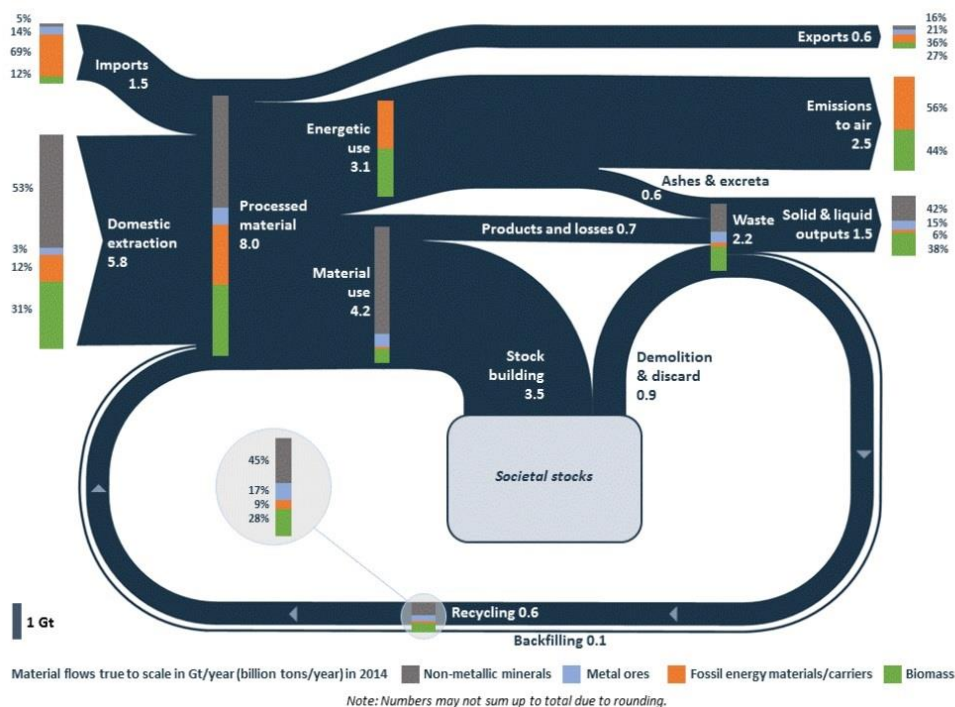 5%
14%
69%
12%
Imports
1.5
Exports 0.6
16%
21%
36%
27%
Energetic
use
3.1
Emissions
to air
2.5
56%
44%
53%
3%
12%
31%
Domestic
extraction
5.8
Processed
material
8.0
Ashes & excreta
0.6
Products and losses 0.7
Waste
2.2
Solid & liquid
outputs 1.5
42%
15%
6%
38%
Material
use
4.2
Stock
building
3.5
Demolition
& discard
0.9
Societal stocks
45%
17%
9%
28%
Recycling 0.6
Backfilling 0.1
1 Gt
Material flows true to scale in Gt/year (billion tons/year) in 2014
Non-metallic minerals
Metal ores
Fossil energy materials/carriers
Biomass
Note: Numbers may not sum up to total due to rounding.